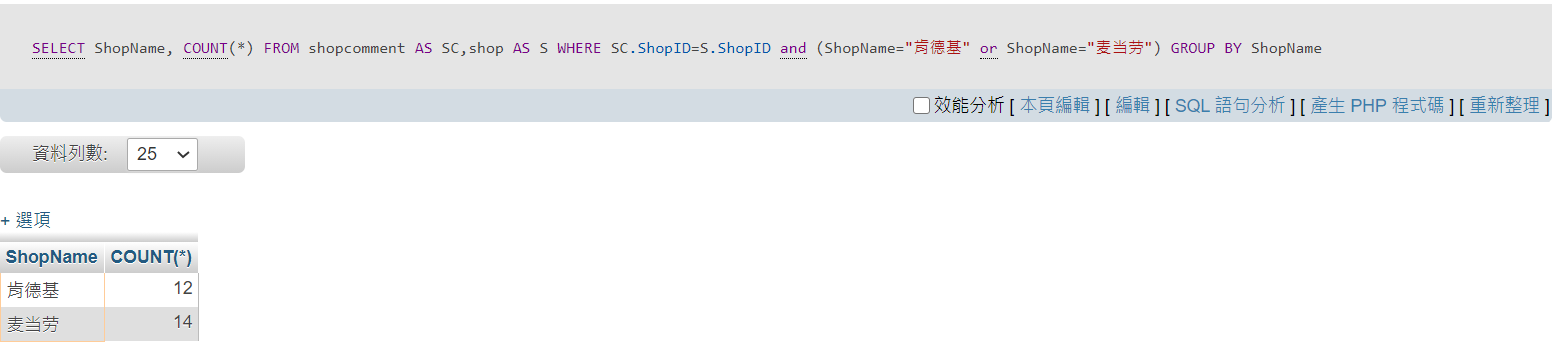 SELECT ShopName, COUNT(*) FROM shopcomment AS SC,shop AS S WHERE SC.ShopID=S.ShopID and (ShopName="肯德基" or ShopName="麦当劳") GROUP BY ShopName
效能分析 [ 本頁編輯 ] [ 編輯 ] [ SQL 語句分析 ] [ 產生 PHP 程式碼 ] [ 重新整理 ]
資料列數: 25
+ 選項
ShopName COUNT(*)
肯德基 12
麦当劳 14